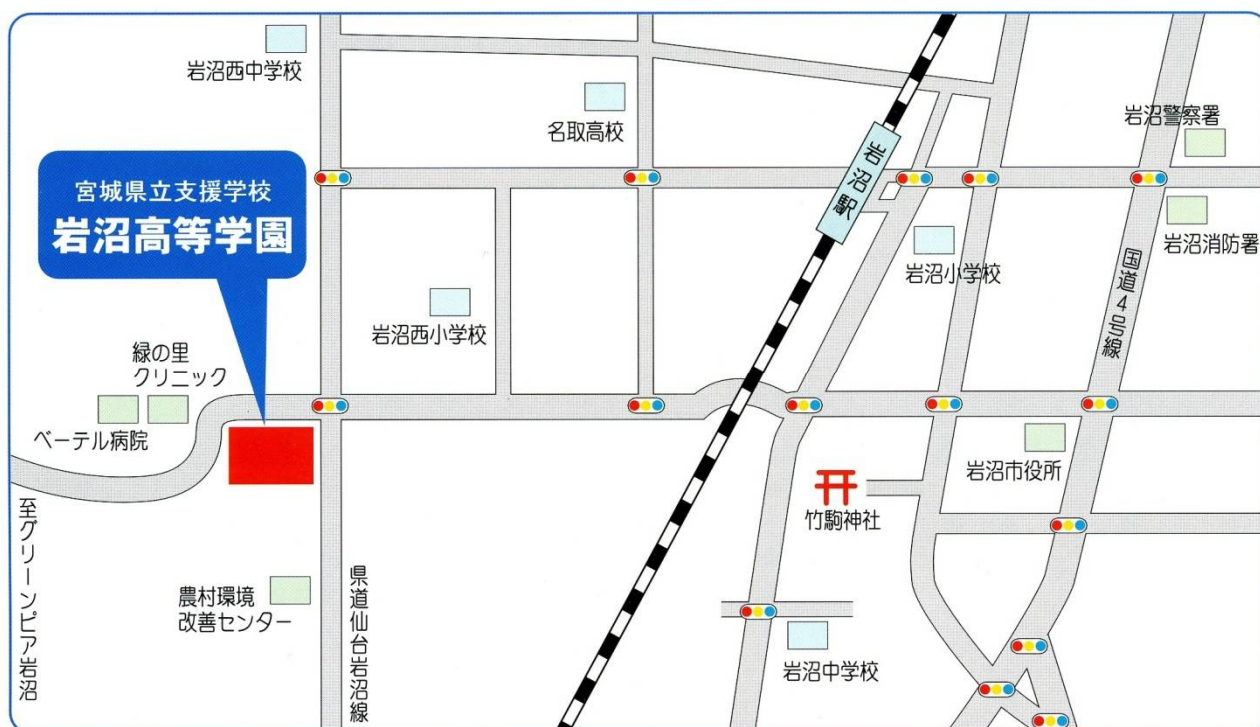 岩沼西中学校
名取高校
岩沼警察署
宮城県立支援学校
岩沼高等学園
岩沼駅
岩沼消防署
岩沼小学校
国道4号線
岩沼西小学校
緑の里
クリニック
ベーテル病院
岩沼市役所
竹駒神社
至グリーンピア岩沼
農村環境
改善センター
県道仙台岩沼線
岩沼中学校